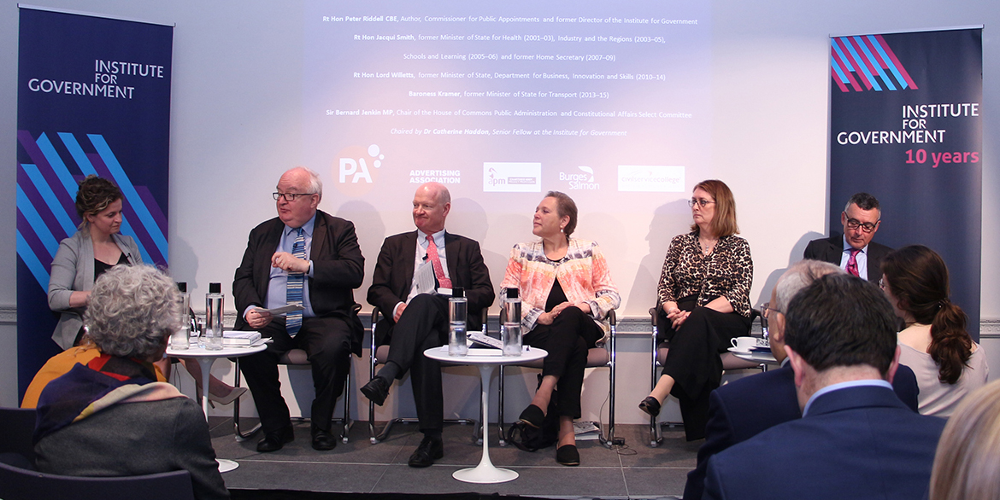 INSTITUTE
FOR
GOVERNMENT
Rt Hon Peter Riddell CBE, Author, Commissioner for Public Appointments and former Director of the Institute for Government
Rt Hon Jacqui Smith, former Minister of State for Health (2001–03), Industry and the Regions (2003–05),
Schools and Learning (2005–06) and former Home Secretary (2007–09)
Rt Hon Lord Willetts, former Minister of State, Department for Business, Innovation and Skills (2010–14)
Baroness Kramer, former Minister of State for Transport (2013–15)
Sir Bernard Jenkin MP, Chair of the House of Commons Public Administration and Constitutional Affairs Select Committee
Chaired by Dr Catherine Haddon, Senior Fellow at the Institute for Government
PA
ADVERTISING
ASSOCIATION
apm
Burges
Salmon
civilservicecollege
INSTITUTE
FOR
GOVERNMENT
10 years